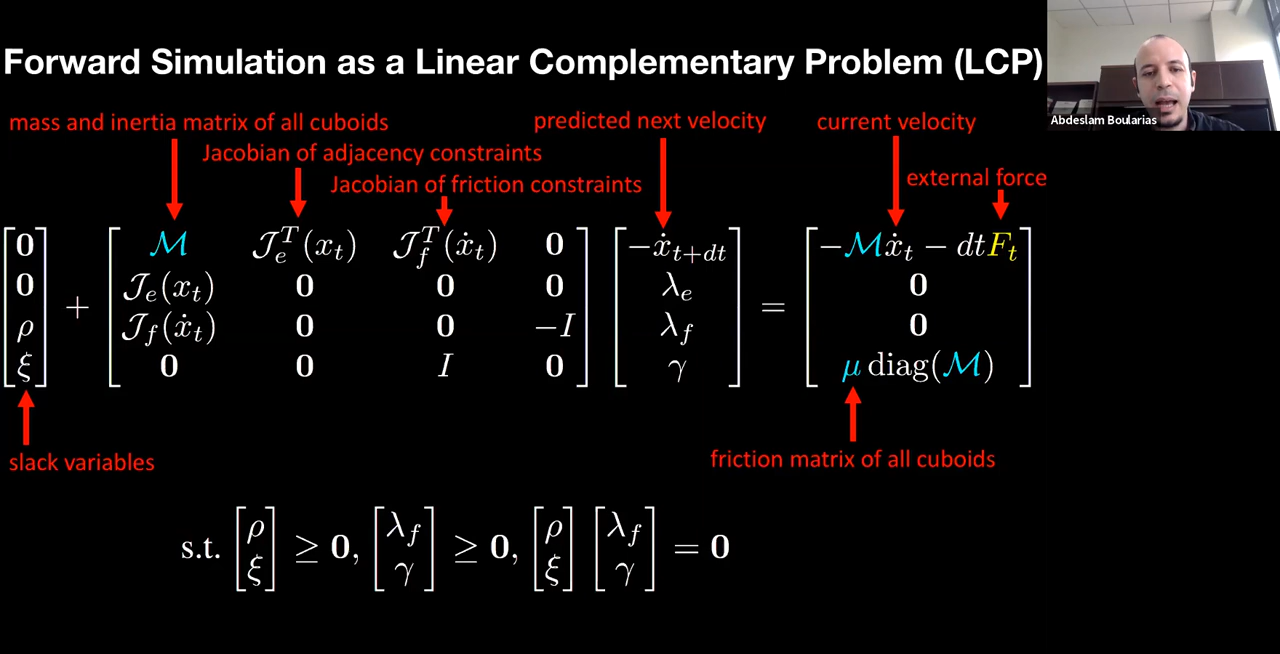 Forward Simulation as a Linear Complementary Problem (LCP)
Abdeslam Boularias
mass and inertia matrix of all cuboids
predicted next velocity
current velocity
Jacobian of adjacency constraints
Jacobian of friction constraints
external force
[0 0 ρ ξ] + [ℳ 𝒥_e^T(x_t) 𝒥_f^T(ẋ_t) 0; 𝒥_e(x_t) 0 0 0; 𝒥_f(ẋ_t) 0 0 −I; 0 0 I 0] [−ẋ_{t+dt}; λ_e; λ_f; γ] = [−ℳẋ_t − dtF_t; 0; 0; μ diag(ℳ)]
slack variables
friction matrix of all cuboids
s.t. [ρ ξ] ≥ 0, [λ_f γ] ≥ 0, [ρ ξ] [λ_f γ] = 0